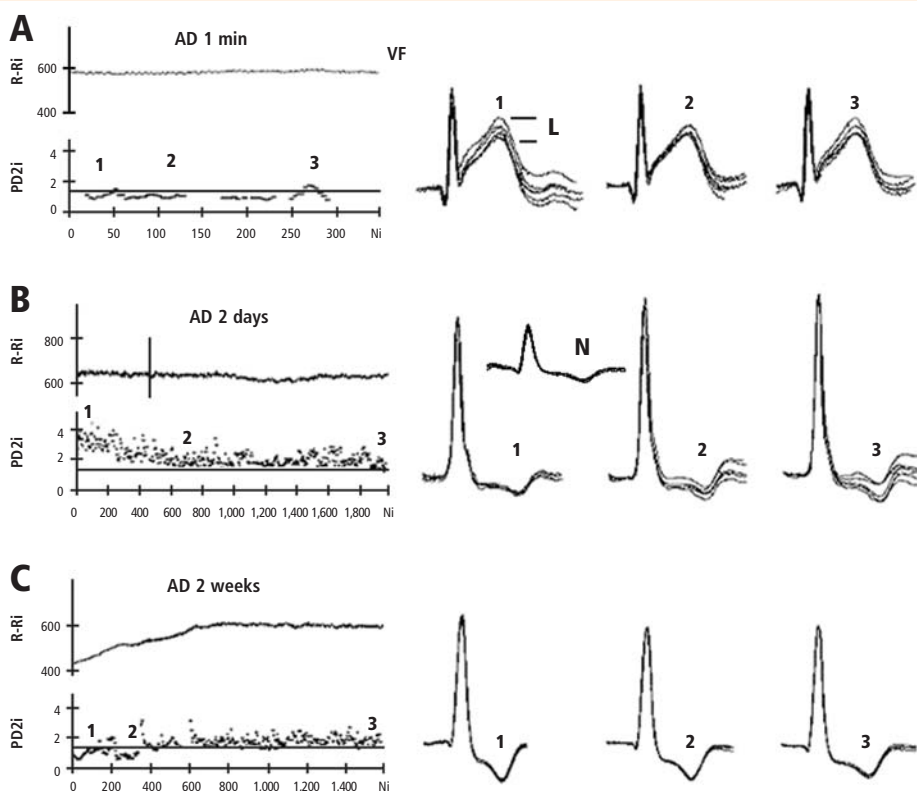 A
AD 1 min
VF
R-Ri
600
400
PD2i
4
2
0
1
2
3
0 50 100 150 200 250 300 Ni
1
L
2
3
B
AD 2 days
R-Ri
800
600
PD2i
4
2
0
1
2
3
0 200 400 600 800 1,000 1,200 1,400 1,600 1,800 Ni
N
1
2
3
C
AD 2 weeks
R-Ri
600
400
PD2i
4
2
0
1
2
3
0 200 400 600 800 1,000 1.200 1,400 Ni
1
2
3